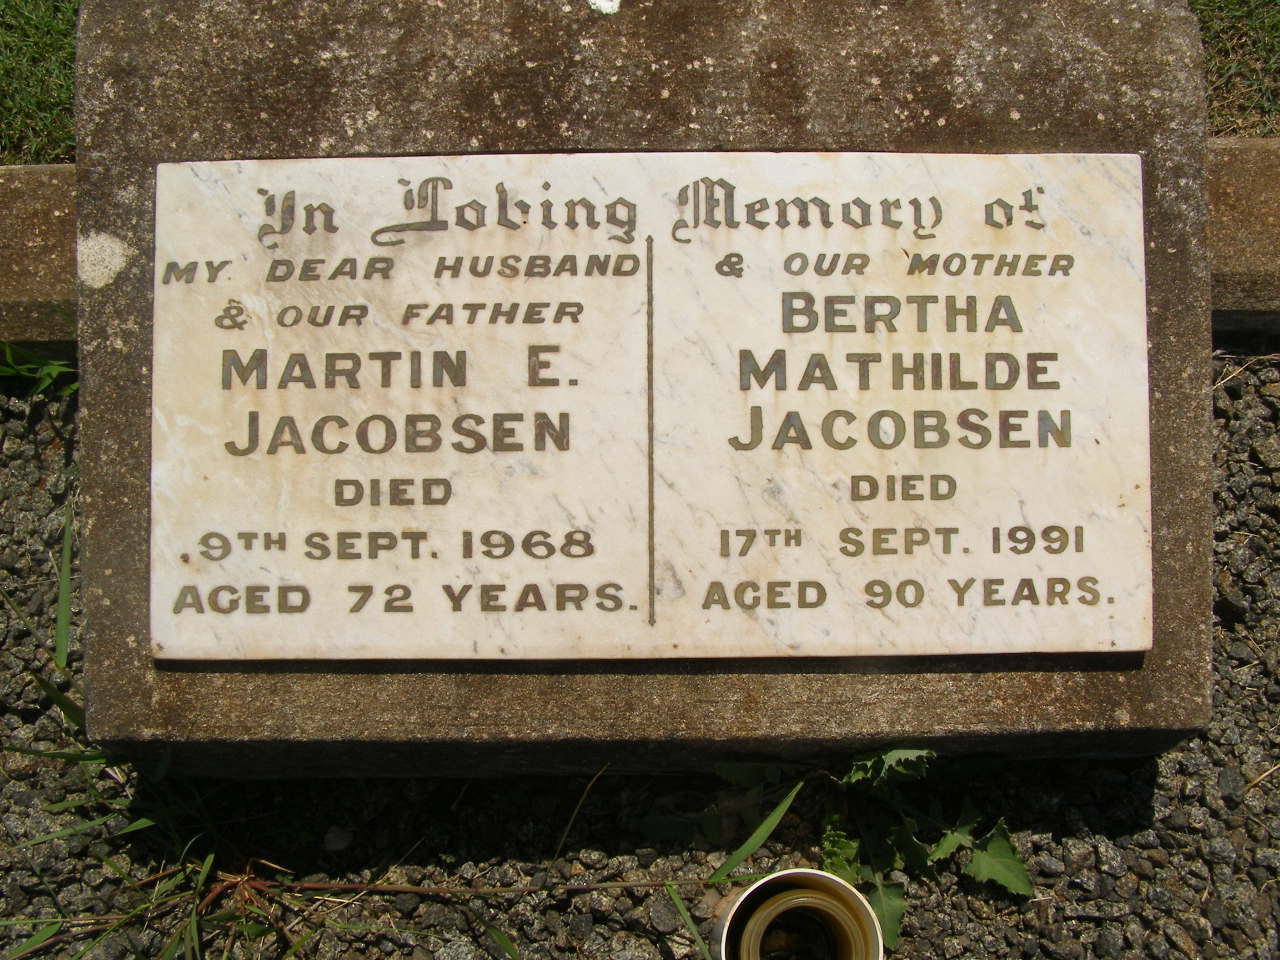 In Loving Memory of
MY DEAR HUSBAND
& OUR FATHER
MARTIN E.
JACOBSEN
DIED
9TH SEPT. 1968
AGED 72 YEARS.
& OUR MOTHER
BERTHA
MATHILDE
JACOBSEN
DIED
17TH SEPT. 1991
AGED 90 YEARS.